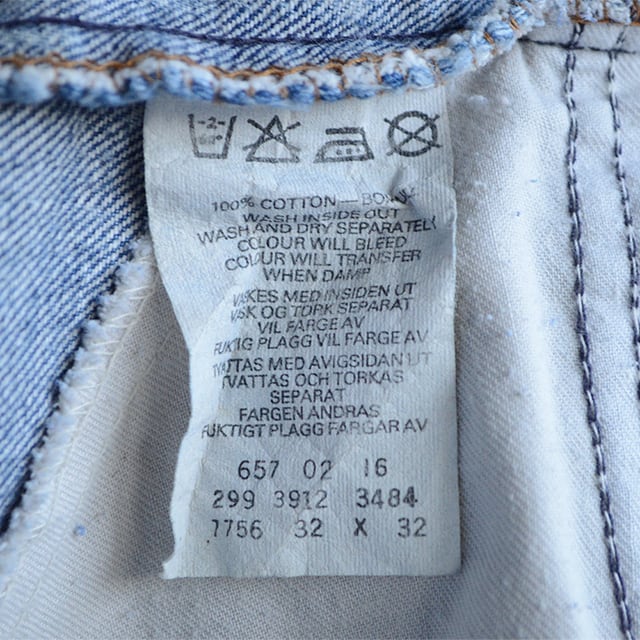 -2-
100% COTTON
WASH INSIDE OUT
WASH AND DRY SEPARATELY
COLOUR WILL BLEED
COLOUR WILL TRANSFER
WHEN DAMP
VASKES MED INSIDEN UT
VASK OG TORK SEPARAT
VIL FARGE AV
FUKTIG PLAGG VIL FARGE AV
TVATTAS MED AVIGSIDAN UT
TVATTAS OCH TORKAS
SEPARAT
FARGEN ANDRAS
FUKTIGT PLAGG FARGAR AV
657 02 16
299 3912 3484
7756 32 X 32